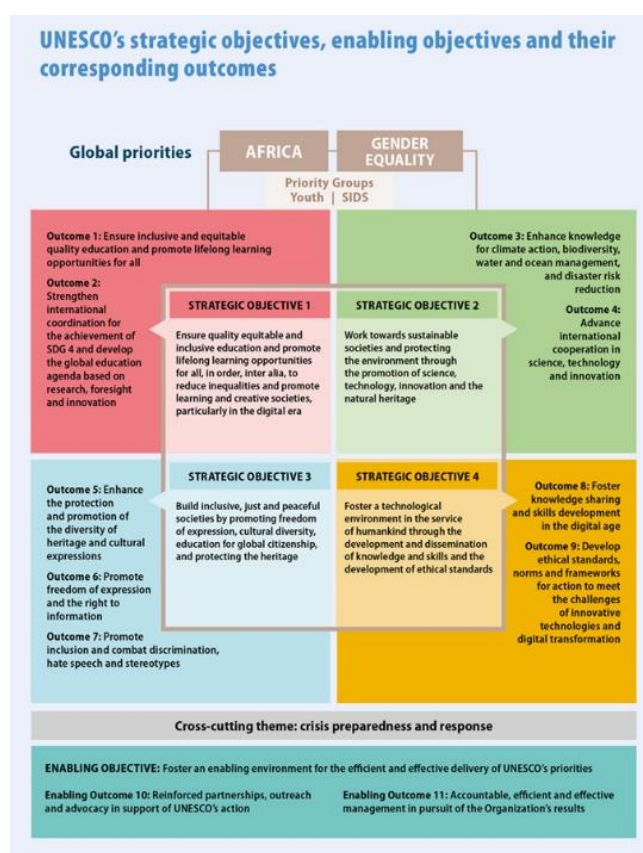 UNESCO's strategic objectives, enabling objectives and their
corresponding outcomes
Global priorities
AFRICA
GENDER
EQUALITY
Priority Groups
Youth | SIDS
Outcome 1: Ensure inclusive and equitable
quality education and promote lifelong learning
opportunities for all
Outcome 2:
Strengthen
international
coordination for
the achievement of
SDG 4 and develop
the global education
agenda based on
research, foresight
and innovation
STRATEGIC OBJECTIVE 1
Ensure quality equitable and
inclusive education and promote
lifelong learning opportunities
for all, in order, inter alia, to
reduce inequalities and promote
learning and creative societies,
particularly in the digital era
Outcome 3: Enhance knowledge
for climate action, biodiversity,
water and ocean management,
and disaster risk
reduction
Outcome 4:
Advance
international
cooperation in
science, technology
and innovation
STRATEGIC OBJECTIVE 2
Work towards sustainable
societies and protecting
the environment through
the promotion of science,
technology, innovation and the
natural heritage
Outcome 5: Enhance
the protection
and promotion of
the diversity of
heritage and cultural
expressions
Outcome 6: Promote
freedom of expression
and the right to
information
Outcome 7: Promote
inclusion and combat discrimination,
hate speech and stereotypes
STRATEGIC OBJECTIVE 3
Build inclusive, just and peaceful
societies by promoting freedom
of expression, cultural diversity,
education for global citizenship,
and protecting the heritage
STRATEGIC OBJECTIVE 4
Foster a technological
environment in the service
of humankind through the
development and dissemination
of knowledge and skills and the
development of ethical standards
Outcome 8: Foster
knowledge sharing
and skills development
in the digital age
Outcome 9: Develop
ethical standards,
norms and frameworks
for action to meet
the challenges
of innovative
technologies and
digital transformation
Cross-cutting theme: crisis preparedness and response
ENABLING OBJECTIVE: Foster an enabling environment for the efficient and effective delivery of UNESCO's priorities
Enabling Outcome 10: Reinforced partnerships, outreach
and advocacy in support of UNESCO's action
Enabling Outcome 11: Accountable, efficient and effective
management in pursuit of the Organization's results